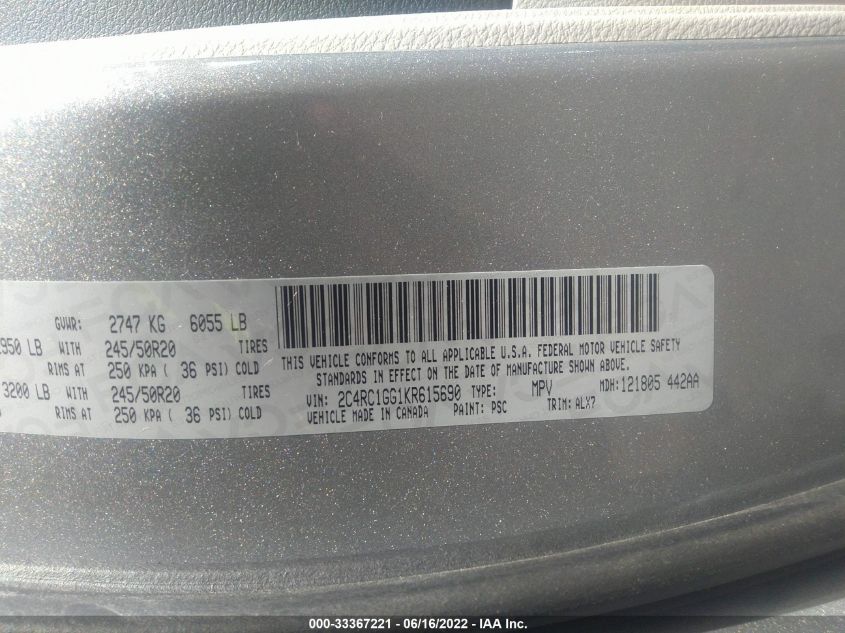 GVWR: 2747 KG 6055 LB
950 LB WITH 245/50R20 TIRES
RIMS AT 250 KPA ( 36 PSI) COLD
3200 LB WITH 245/50R20 TIRES
RIMS AT 250 KPA ( 36 PSI) COLD
THIS VEHICLE CONFORMS TO ALL APPLICABLE U.S.A. FEDERAL MOTOR VEHICLE SAFETY
STANDARDS IN EFFECT ON THE DATE OF MANUFACTURE SHOWN ABOVE.
VIN: 2C4RC1GG1KR615690 TYPE: MPV MDH: 121805 442AA
VEHICLE MADE IN CANADA PAINT: PSC TRIM: ALX7
000-33367221 - 06/16/2022 - IAA Inc.